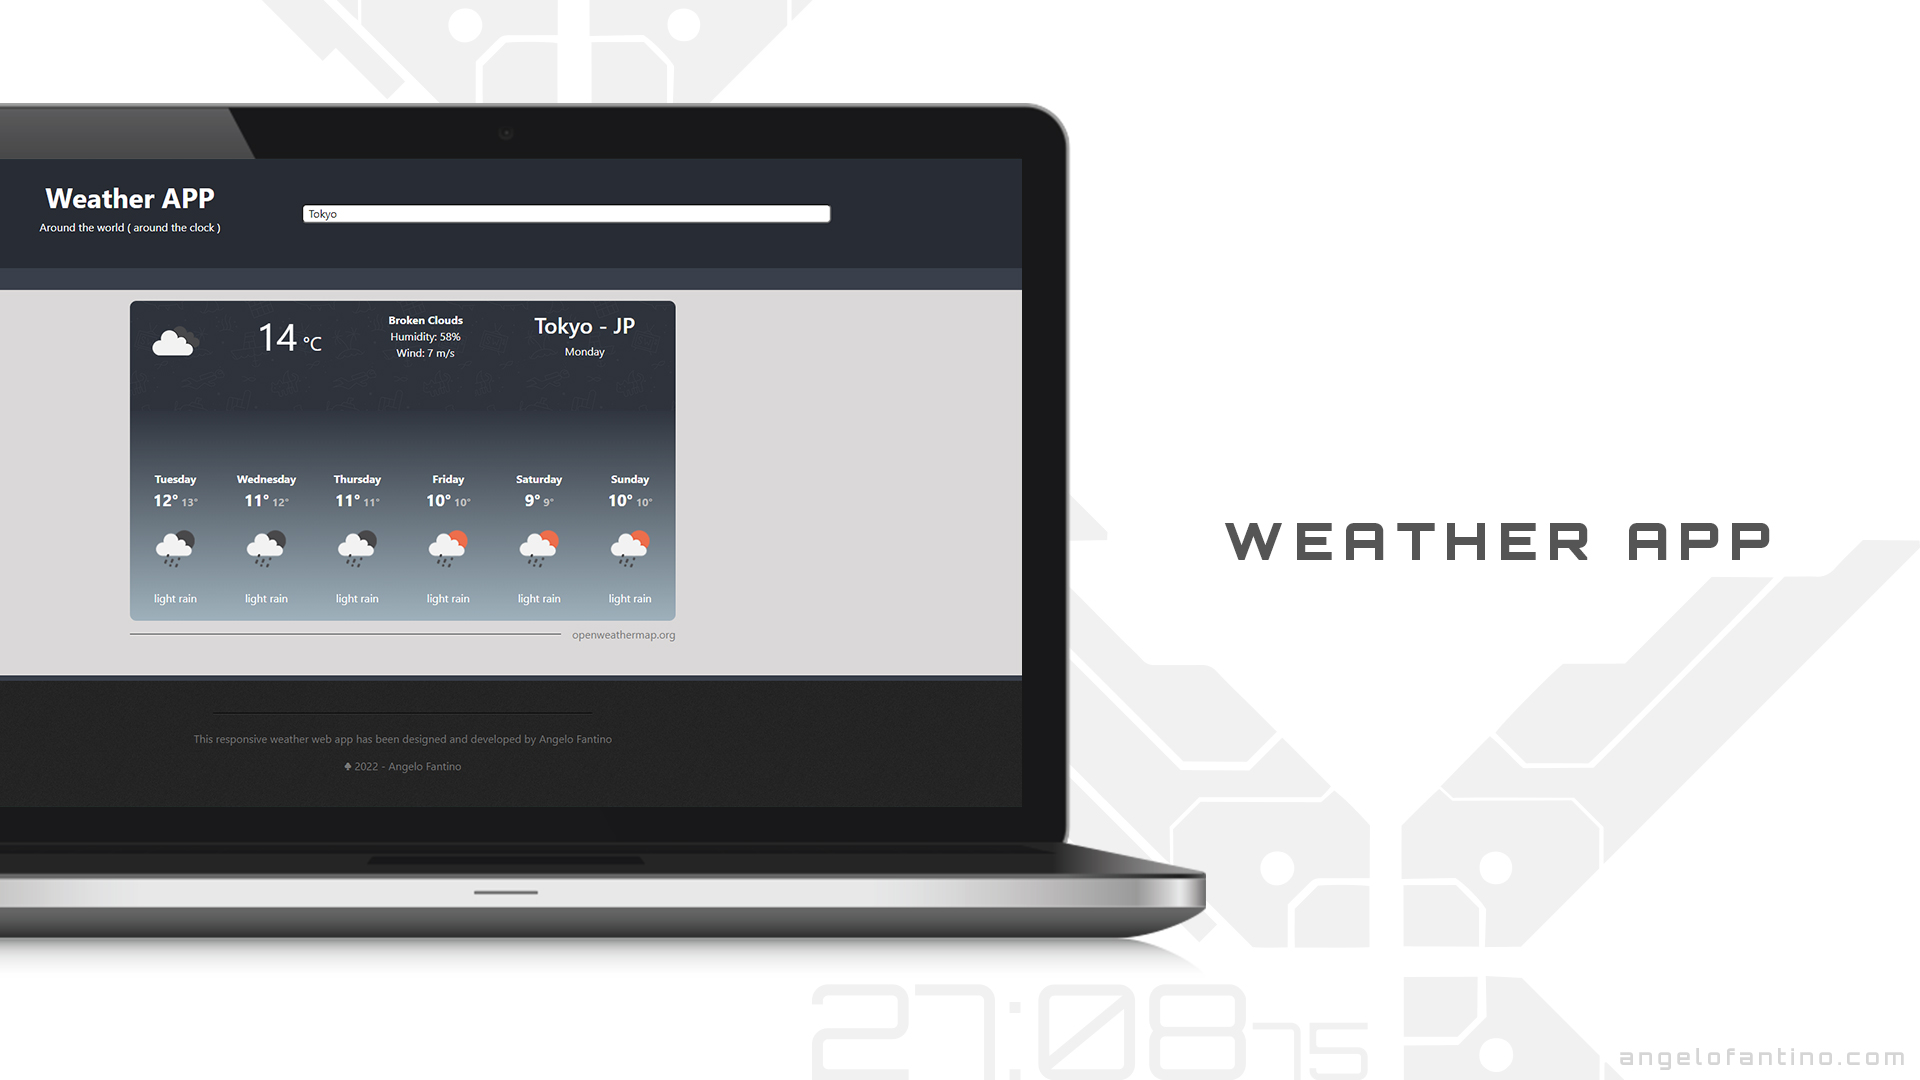 Weather APP
Around the world ( around the clock )
Tokyo
14 °C
Broken Clouds
Humidity: 58%
Wind: 7 m/s
Tokyo - JP
Monday
Tuesday Wednesday Thursday Friday Saturday Sunday
12° 13° 11° 12° 11° 11° 10° 10° 9° 9° 10° 10°
light rain light rain light rain light rain light rain light rain
openweathermap.org
This responsive weather web app has been designed and developed by Angelo Fantino
♣ 2022 - Angelo Fantino
WEATHER APP
27:08 75
angelofantino.com